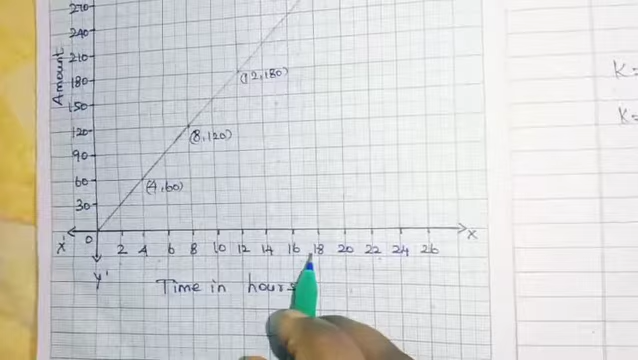 270
240
Amount
210
180
(12,180)
K=
150
K=
120
(8,120)
90
60
(4,60)
30
X' 0 2 4 6 8 10 12 14 16 18 20 22 24 26 X
Y'
Time in hours